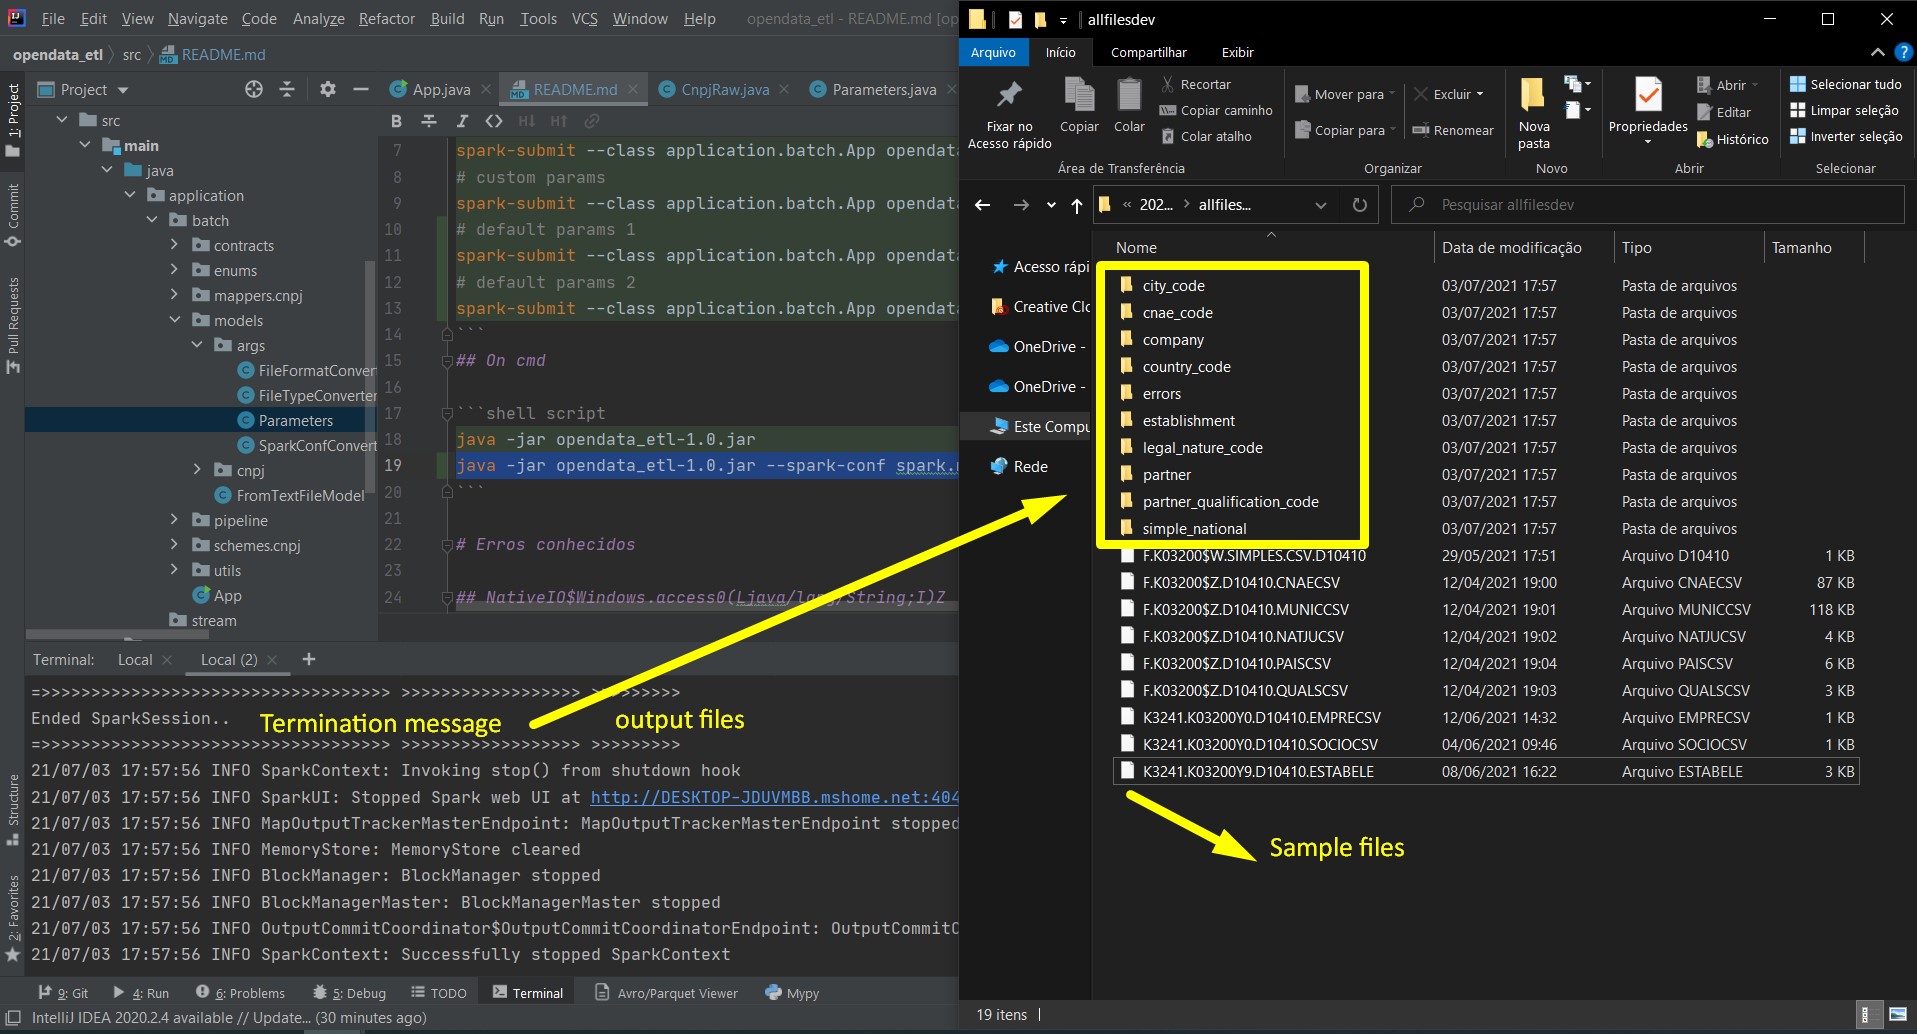 File Edit View Navigate Code Analyze Refactor Build Run Tools VCS Window Help opendata_etl - README.md [op
opendata_etl src README.md
Project
App.java README.md CnpjRaw.java Parameters.java
1: Project
Commit
Pull Requests
Structure
2: Favorites
src
main
java
application
batch
contracts
enums
mappers.cnpj
models
args
FileFormatConver
FileTypeConverter
Parameters
SparkConfConvert
cnpj
FromTextFileModel
pipeline
schemes.cnpj
utils
App
stream
7 spark-submit --class application.batch.App opendata
8 # custom params
9 spark-submit --class application.batch.App opendata
10 # default params 1
11 spark-submit --class application.batch.App opendata
12 # default params 2
13 spark-submit --class application.batch.App opendata
14 ```
15 ## On cmd
16
17 ```shell script
18 java -jar opendata_etl-1.0.jar
19 java -jar opendata_etl-1.0.jar --spark-conf spark.
20 ```
21
22 # Erros conhecidos
23
24 ## NativeIO$Windows.access0(Ljava/lang/String;I)Z
Terminal: Local Local (2)
=>>>>>>>>>>>>>>>>>>>>>>>>>>>>>>>>>>> >>>>>>>>>>>>>>>>>> >>>>>>>>>
Ended SparkSession..
Termination message
output files
=>>>>>>>>>>>>>>>>>>>>>>>>>>>>>>>>>>> >>>>>>>>>>>>>>>>>> >>>>>>>>>
21/07/03 17:57:56 INFO SparkContext: Invoking stop() from shutdown hook
21/07/03 17:57:56 INFO SparkUI: Stopped Spark web UI at http://DESKTOP-JDUVMBB.mshome.net:404
21/07/03 17:57:56 INFO MapOutputTrackerMasterEndpoint: MapOutputTrackerMasterEndpoint stopped
21/07/03 17:57:56 INFO MemoryStore: MemoryStore cleared
21/07/03 17:57:56 INFO BlockManager: BlockManager stopped
21/07/03 17:57:56 INFO BlockManagerMaster: BlockManagerMaster stopped
21/07/03 17:57:56 INFO OutputCommitCoordinator$OutputCommitCoordinatorEndpoint: OutputCommitC
21/07/03 17:57:56 INFO SparkContext: Successfully stopped SparkContext
9: Git 4: Run 6: Problems 5: Debug TODO Terminal Avro/Parquet Viewer Mypy
IntelliJ IDEA 2020.2.4 available // Update... (30 minutes ago)
allfilesdev
Arquivo Início Compartilhar Exibir
Fixar no Acesso rápido
Copiar
Colar
Recortar
Copiar caminho
Colar atalho
Área de Transferência
Mover para
Copiar para
Excluir
Renomear
Organizar
Nova pasta
Novo
Propriedades
Abrir
Editar
Histórico
Abrir
Selecionar tudo
Limpar seleção
Inverter seleção
Selecionar
« 202... allfiles... Pesquisar allfilesdev
Acesso rápi
Creative Clo
OneDrive -
OneDrive -
Este Compu
Rede
Nome Data de modificação Tipo Tamanho
city_code 03/07/2021 17:57 Pasta de arquivos
cnae_code 03/07/2021 17:57 Pasta de arquivos
company 03/07/2021 17:57 Pasta de arquivos
country_code 03/07/2021 17:57 Pasta de arquivos
errors 03/07/2021 17:57 Pasta de arquivos
establishment 03/07/2021 17:57 Pasta de arquivos
legal_nature_code 03/07/2021 17:57 Pasta de arquivos
partner 03/07/2021 17:57 Pasta de arquivos
partner_qualification_code 03/07/2021 17:57 Pasta de arquivos
simple_national 03/07/2021 17:57 Pasta de arquivos
F.K03200$W.SIMPLES.CSV.D10410 29/05/2021 17:51 Arquivo D10410 1 KB
F.K03200$Z.D10410.CNAECSV 12/04/2021 19:00 Arquivo CNAECSV 87 KB
F.K03200$Z.D10410.MUNICCSV 12/04/2021 19:01 Arquivo MUNICCSV 118 KB
F.K03200$Z.D10410.NATJUCSV 12/04/2021 19:02 Arquivo NATJUCSV 4 KB
F.K03200$Z.D10410.PAISCSV 12/04/2021 19:04 Arquivo PAISCSV 6 KB
F.K03200$Z.D10410.QUALSCSV 12/04/2021 19:03 Arquivo QUALSCSV 3 KB
K3241.K03200Y0.D10410.EMPRECSV 12/06/2021 14:32 Arquivo EMPRECSV 1 KB
K3241.K03200Y0.D10410.SOCIOCSV 04/06/2021 09:46 Arquivo SOCIOCSV 1 KB
K3241.K03200Y9.D10410.ESTABELE 08/06/2021 16:22 Arquivo ESTABELE 3 KB
Sample files
19 itens